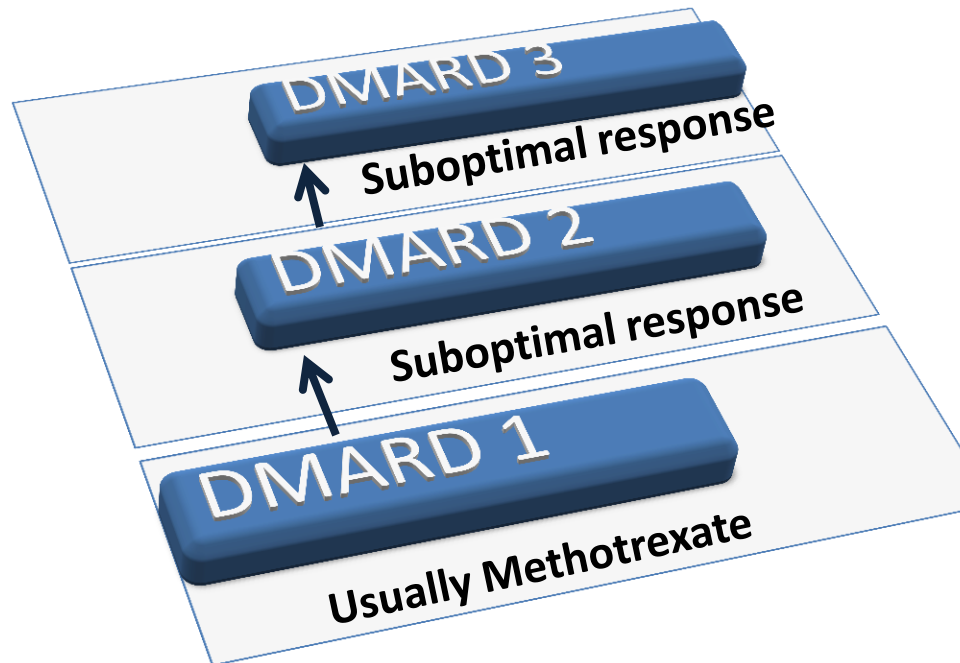 DMARD 3
Suboptimal response
DMARD 2
Suboptimal response
DMARD 1
Usually Methotrexate